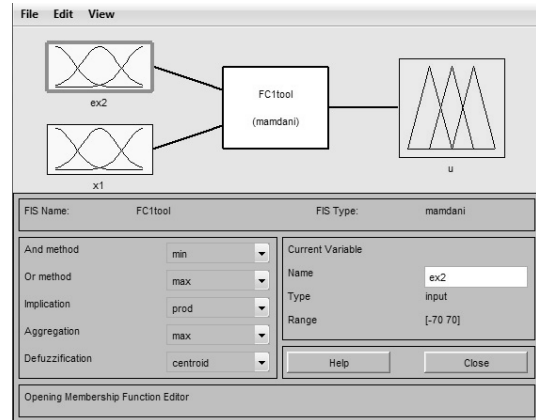 File Edit View
ex2
FC1tool
(mamdani)
x1
u
FIS Name: FC1tool FIS Type: mamdani
And method min
Or method max
Implication prod
Aggregation max
Defuzzification centroid
Current Variable
Name ex2
Type input
Range [-70 70]
Help Close
Opening Membership Function Editor